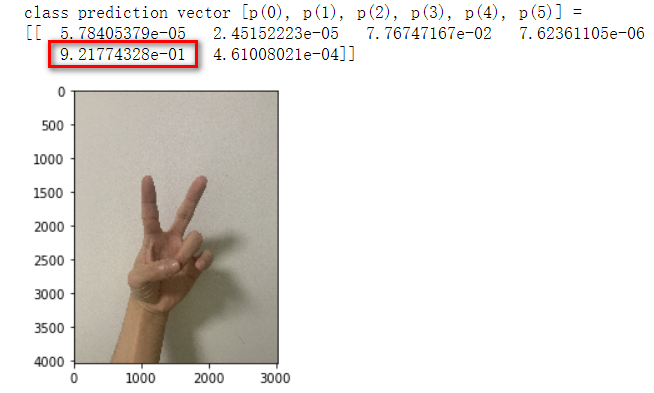 class prediction vector [p(0), p(1), p(2), p(3), p(4), p(5)] =
[[ 5.78405379e-05 2.45152223e-05 7.76747167e-02 7.62361105e-06
9.21774328e-01 4.61008021e-04]]
0
500
1000
1500
2000
2500
3000
3500
4000
0 1000 2000 3000